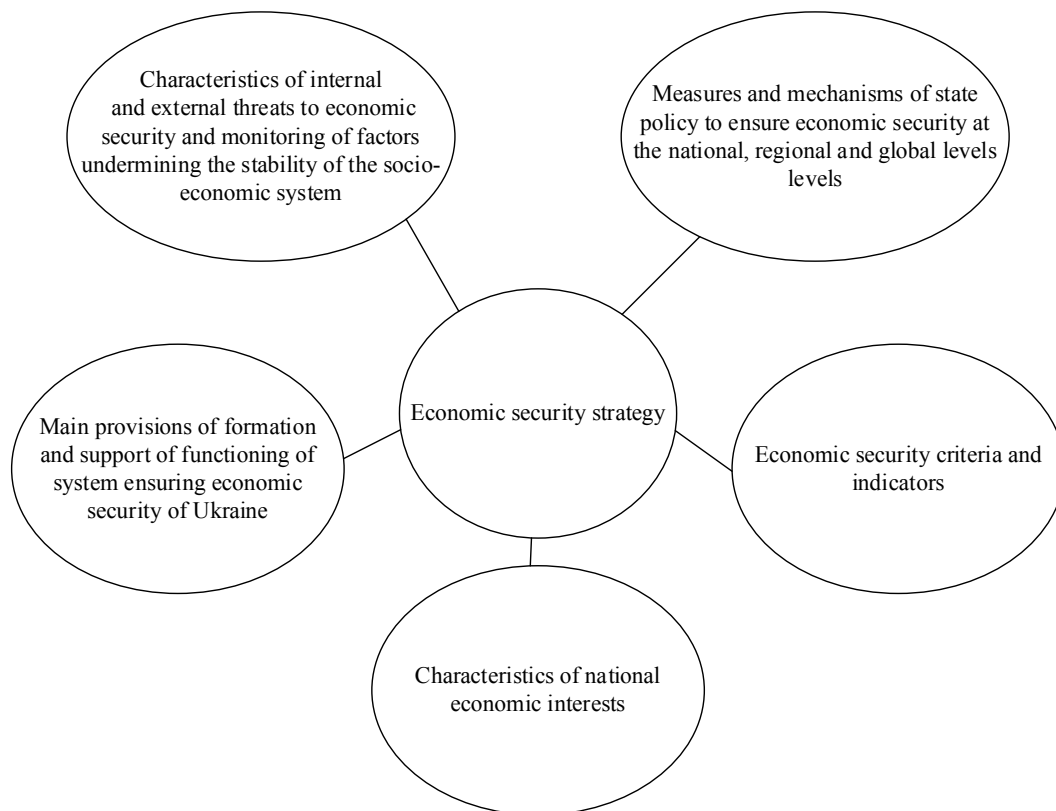 Characteristics of internal
and external threats to economic
security and monitoring of factors
undermining the stability of the socio-
economic system
Measures and mechanisms of state
policy to ensure economic security at
the national, regional and global levels
levels
Economic security strategy
Main provisions of formation
and support of functioning of
system ensuring economic
security of Ukraine
Economic security criteria and
indicators
Characteristics of national
economic interests